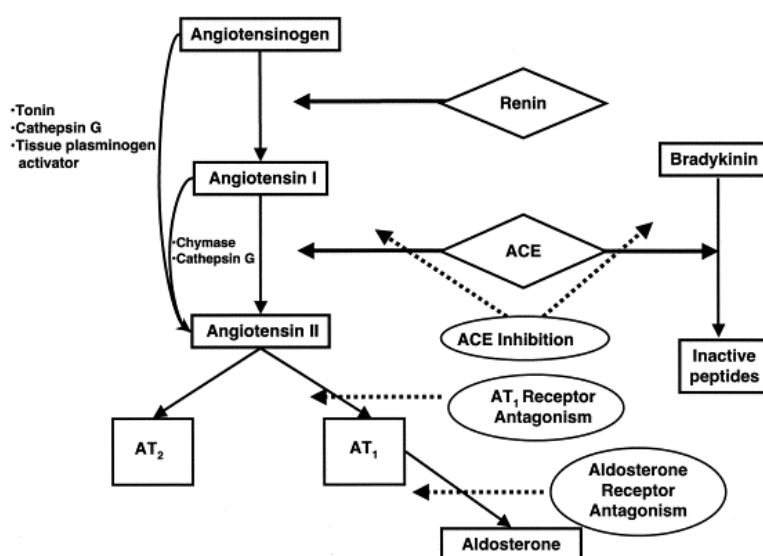 Angiotensinogen
•Tonin
•Cathepsin G
•Tissue plasminogen
activator
Renin
Bradykinin
Angiotensin I
•Chymase
•Cathepsin G
ACE
Angiotensin II
ACE Inhibition
Inactive
peptides
AT₁ Receptor
Antagonism
AT₂
AT₁
Aldosterone
Receptor
Antagonism
Aldosterone